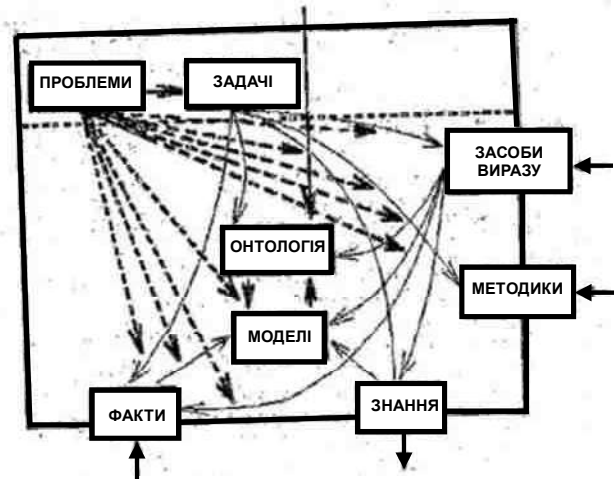 ПРОБЛЕМИ
ЗАДАЧІ
ЗАСОБИ
ВИРАЗУ
ОНТОЛОГІЯ
МЕТОДИКИ
МОДЕЛІ
ФАКТИ
ЗНАННЯ